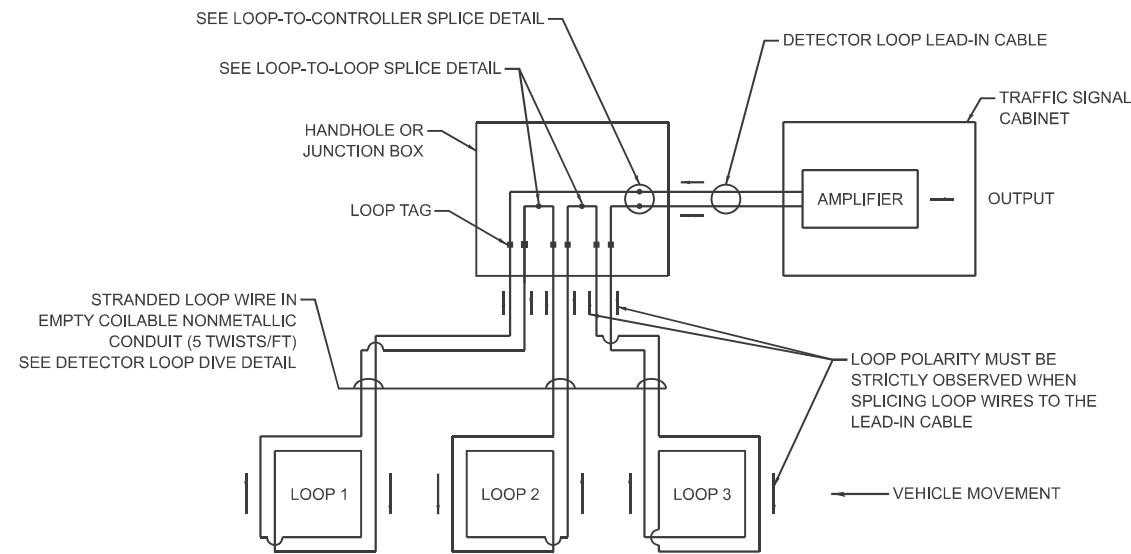 SEE LOOP-TO-CONTROLLER SPLICE DETAIL
DETECTOR LOOP LEAD-IN CABLE
SEE LOOP-TO-LOOP SPLICE DETAIL
TRAFFIC SIGNAL
CABINET
HANDHOLE OR
JUNCTION BOX
AMPLIFIER
OUTPUT
LOOP TAG
STRANDED LOOP WIRE IN
EMPTY COILABLE NONMETALLIC
CONDUIT (5 TWISTS/FT)
SEE DETECTOR LOOP DIVE DETAIL
LOOP POLARITY MUST BE
STRICTLY OBSERVED WHEN
SPLICING LOOP WIRES TO THE
LEAD-IN CABLE
LOOP 1
LOOP 2
LOOP 3
VEHICLE MOVEMENT